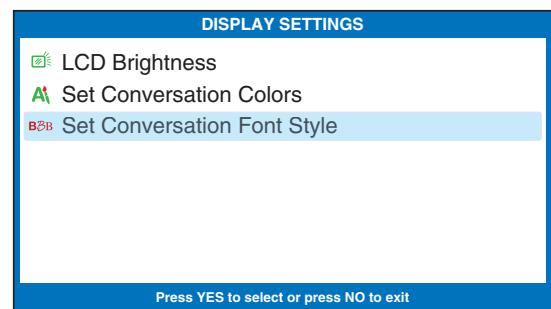 DISPLAY SETTINGS
LCD Brightness
A Set Conversation Colors
BBB Set Conversation Font Style
Press YES to select or press NO to exit